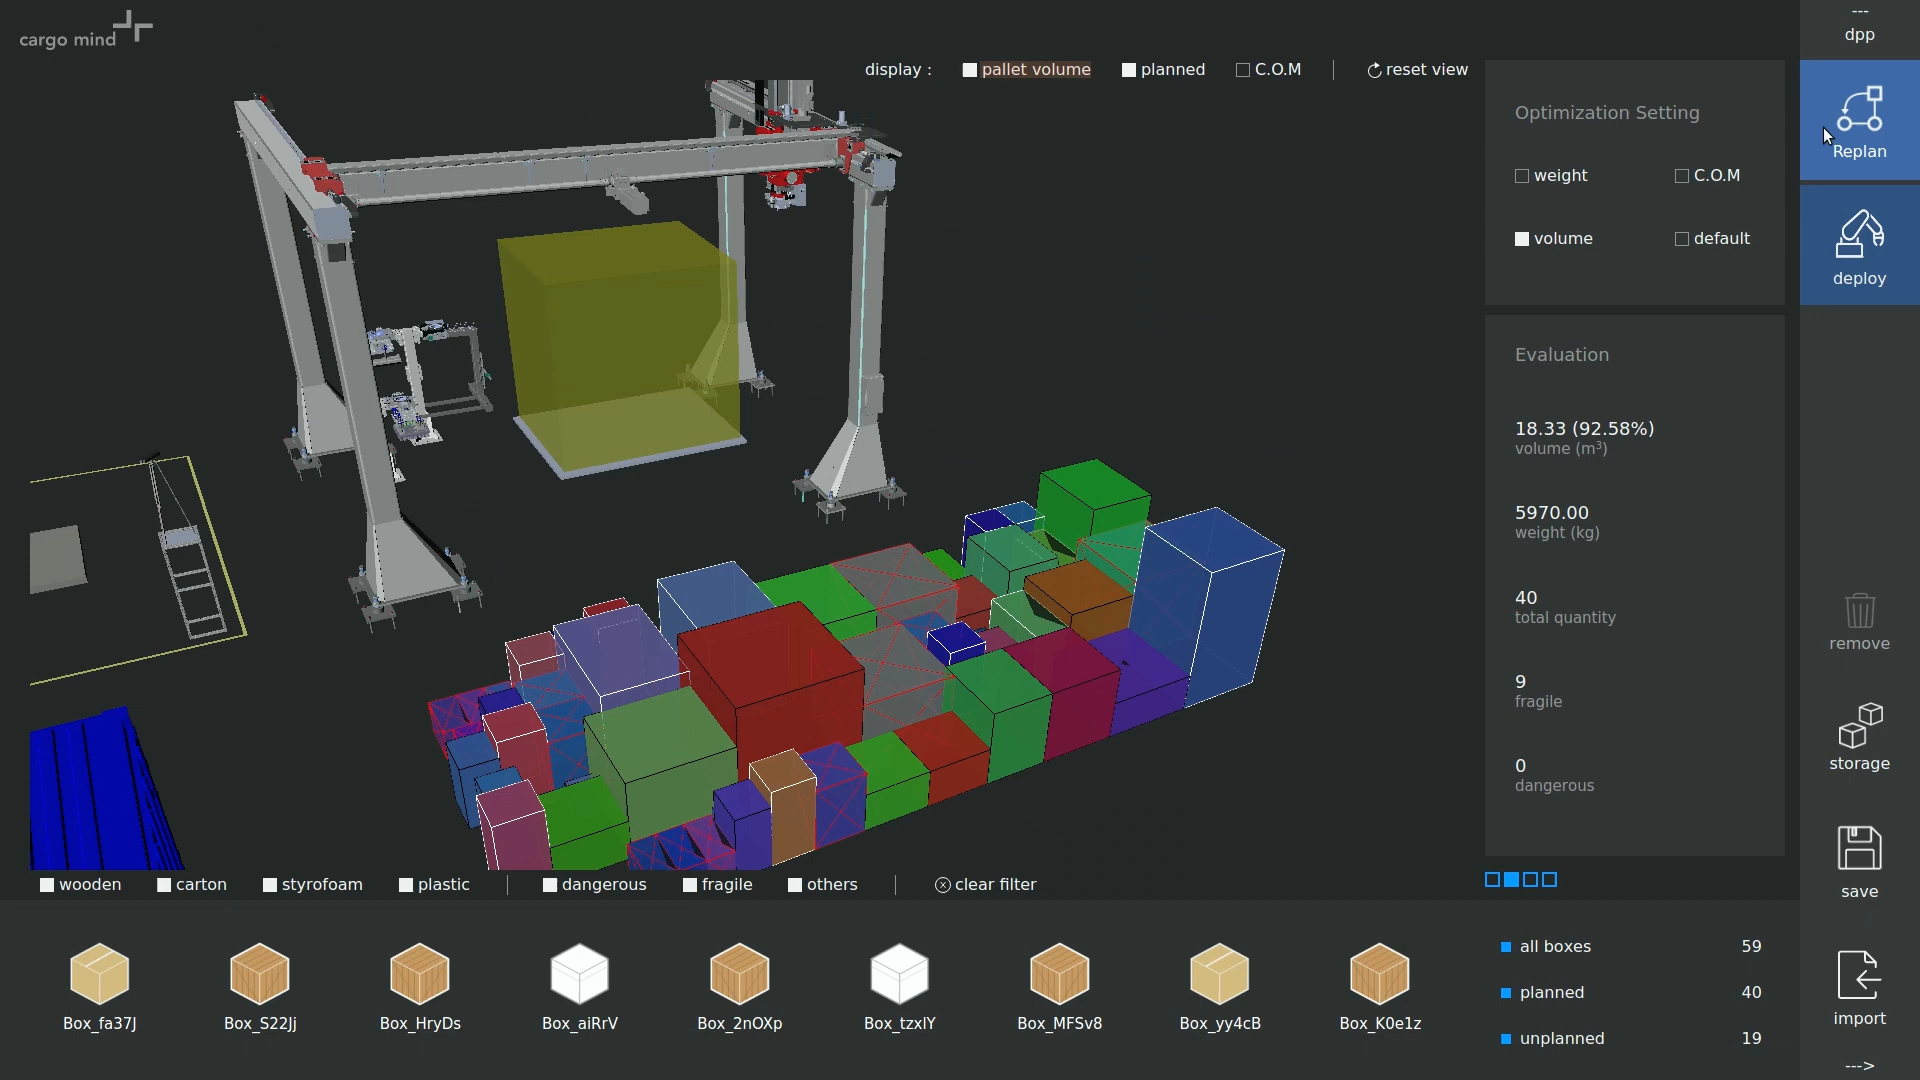 cargo mind
display : pallet volume planned C.O.M | reset view
---
dpp
Replan
deploy
Optimization Setting
weight C.O.M
volume default
Evaluation
18.33 (92.58%)
volume (m³)
5970.00
weight (kg)
40
total quantity
9
fragile
0
dangerous
remove
storage
save
import
--->
wooden carton styrofoam plastic | dangerous fragile others | clear filter
Box_fa37J Box_S22Jj Box_HryDs Box_aiRrV Box_2nOXp Box_tzxlY Box_MFSv8 Box_yy4cB Box_K0e1z
all boxes 59
planned 40
unplanned 19